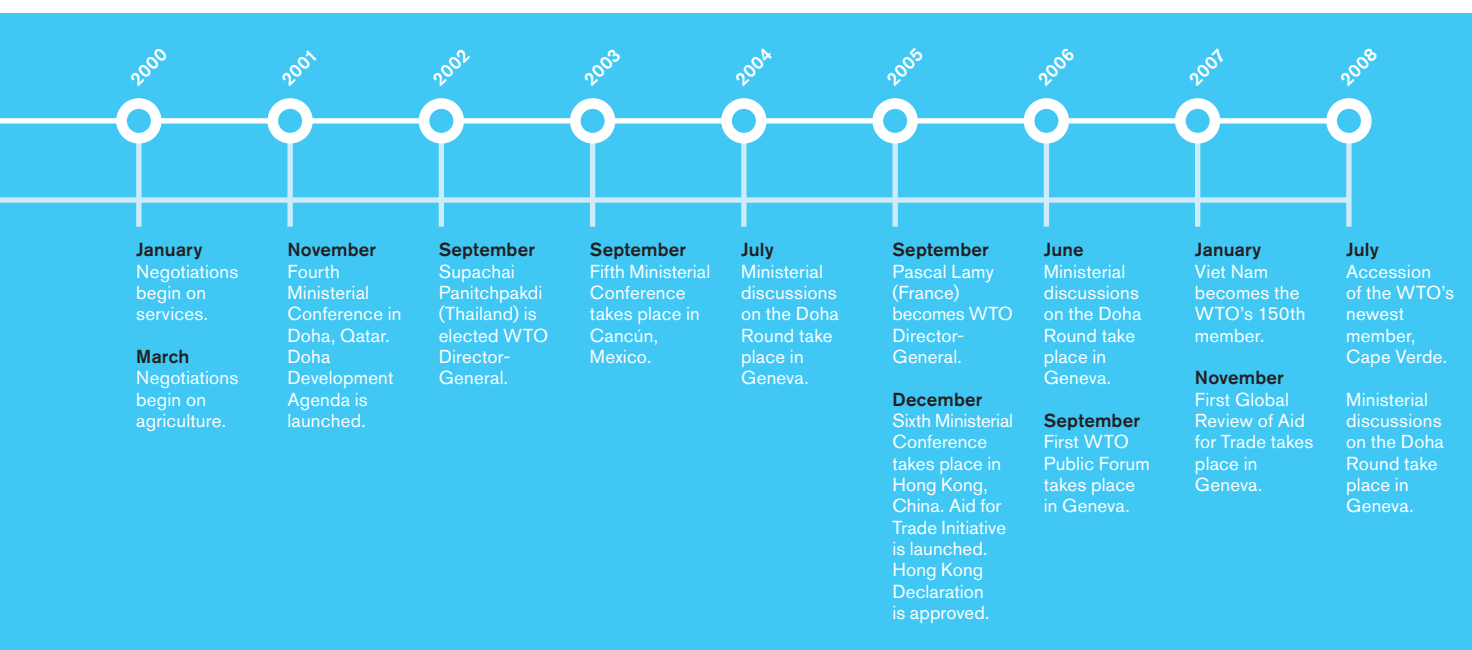 2000
2001
2002
2003
2004
2005
2006
2007
2008
January
Negotiations
begin on
services.
March
Negotiations
begin on
agriculture.
November
Fourth
Ministerial
Conference in
Doha, Qatar.
Doha
Development
Agenda is
launched.
September
Supachai
Panitchpakdi
(Thailand) is
elected WTO
Director-
General.
September
Fifth Ministerial
Conference
takes place in
Cancún,
Mexico.
July
Ministerial
discussions
on the Doha
Round take
place in
Geneva.
September
Pascal Lamy
(France)
becomes WTO
Director-
General.
December
Sixth Ministerial
Conference
takes place in
Hong Kong,
China. Aid for
Trade Initiative
is launched.
Hong Kong
Declaration
is approved.
June
Ministerial
discussions
on the Doha
Round take
place in
Geneva.
September
First WTO
Public Forum
takes place
in Geneva.
January
Viet Nam
becomes the
WTO's 150th
member.
November
First Global
Review of Aid
for Trade takes
place in
Geneva.
July
Accession
of the WTO's
newest
member,
Cape Verde.
Ministerial
discussions
on the Doha
Round take
place in
Geneva.